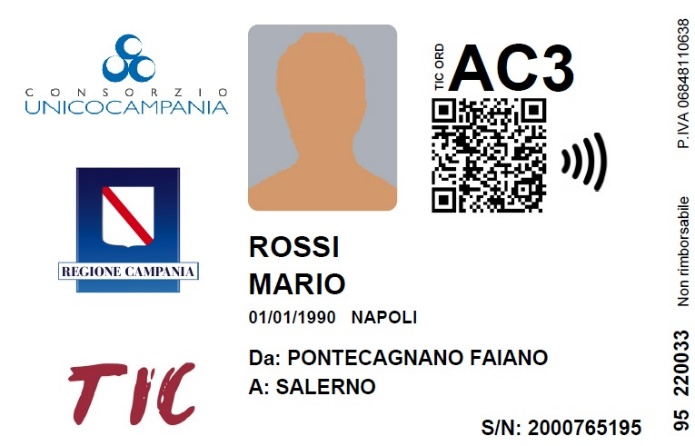 CONSORZIO
UNICOCAMPANIA
REGIONE CAMPANIA
TIC
TIC ORD
AC3
ROSSI
MARIO
01/01/1990 NAPOLI
Da: PONTECAGNANO FAIANO
A: SALERNO
S/N: 2000765195
95 220033 Non rimborsabile P.IVA 06848110638